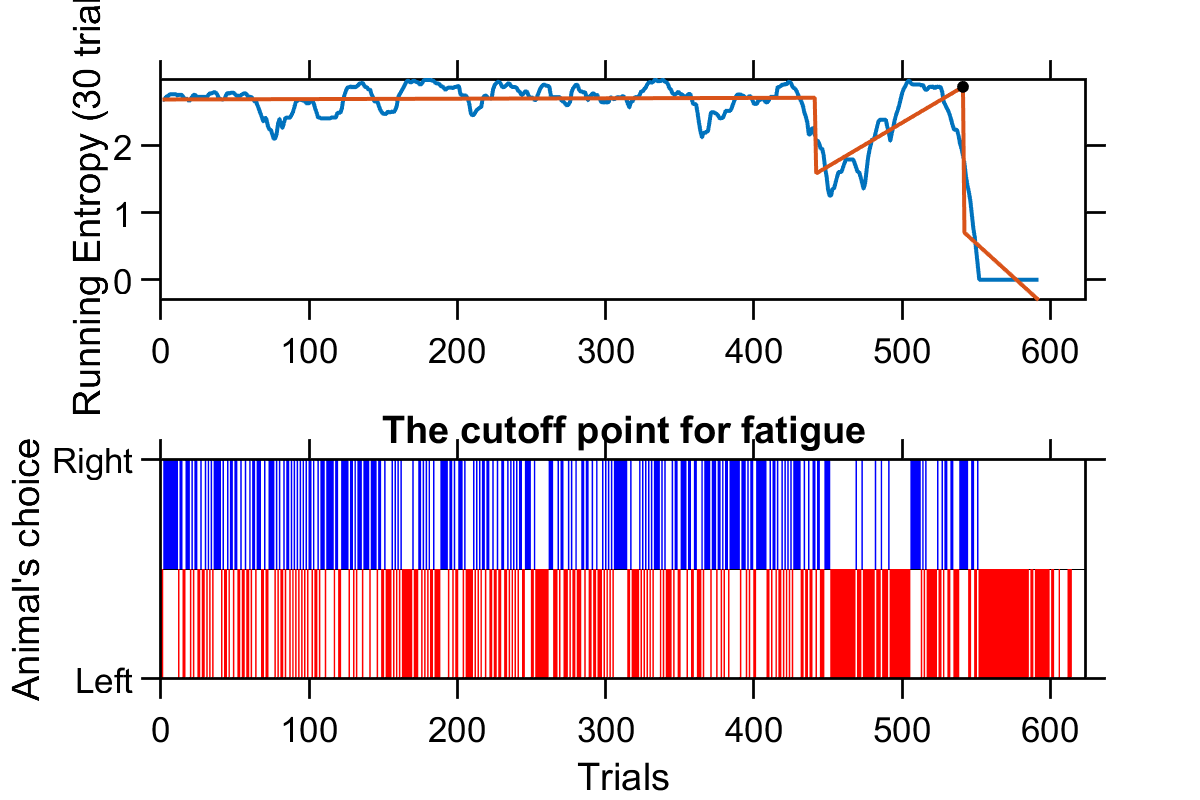 Running Entropy (30 trial
2
1
0
0 100 200 300 400 500 600
The cutoff point for fatigue
Animal's choice
Right
Left
0 100 200 300 400 500 600
Trials